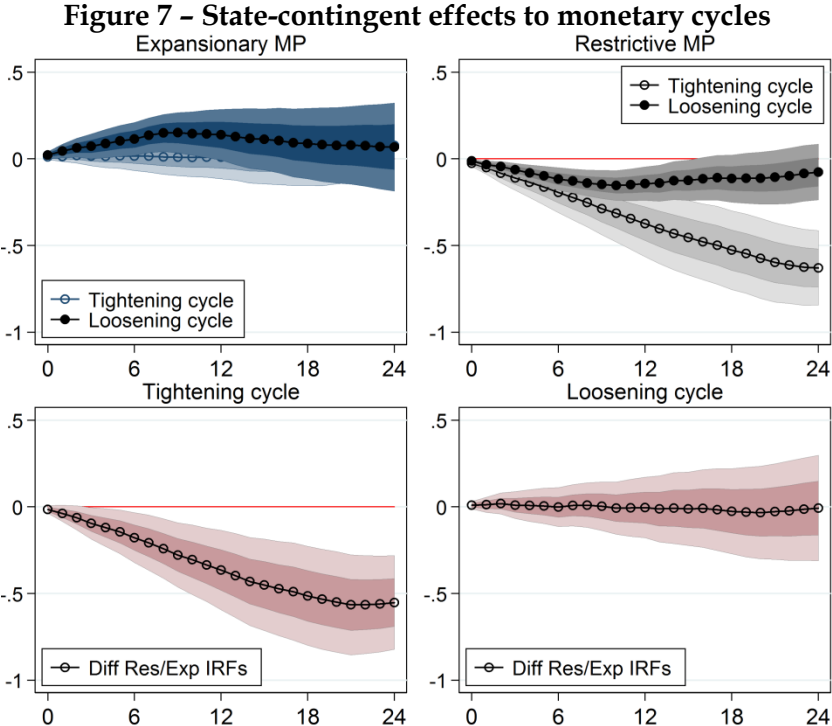 Figure 7 – State-contingent effects to monetary cycles
Expansionary MP
.5
0
-.5
-1
Tightening cycle
Loosening cycle
0 6 12 18 24
Restrictive MP
Tightening cycle
Loosening cycle
.5
0
-.5
-1
0 6 12 18 24
Tightening cycle
.5
0
-.5
-1
Diff Res/Exp IRFs
0 6 12 18 24
Loosening cycle
.5
0
-.5
-1
Diff Res/Exp IRFs
0 6 12 18 24